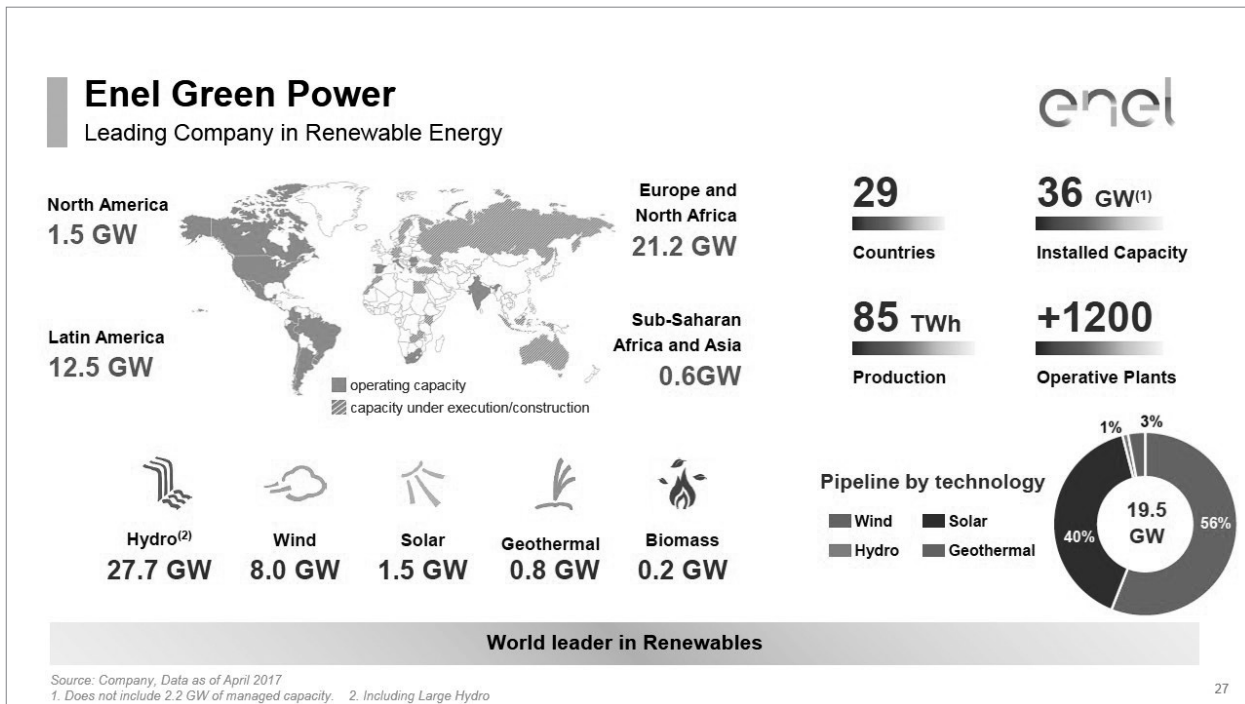 Enel Green Power
Leading Company in Renewable Energy
enel
North America
1.5 GW
Latin America
12.5 GW
Europe and
North Africa
21.2 GW
Sub-Saharan
Africa and Asia
0.6GW
operating capacity
capacity under execution/construction
29
Countries
36 GW(1)
Installed Capacity
85 TWh
Production
+1200
Operative Plants
Hydro(2)
27.7 GW
Wind
8.0 GW
Solar
1.5 GW
Geothermal
0.8 GW
Biomass
0.2 GW
Pipeline by technology
Wind
Solar
Hydro
Geothermal
1%
3%
40%
56%
19.5
GW
World leader in Renewables
Source: Company, Data as of April 2017
1. Does not include 2.2 GW of managed capacity. 2. Including Large Hydro
27